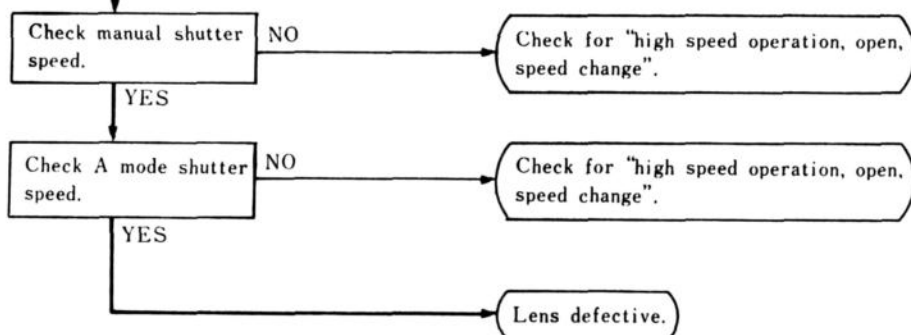 Check manual shutter
speed.
NO
Check for “high speed operation, open,
speed change”.
YES
Check A mode shutter
speed.
NO
Check for “high speed operation, open,
speed change”.
YES
Lens defective.